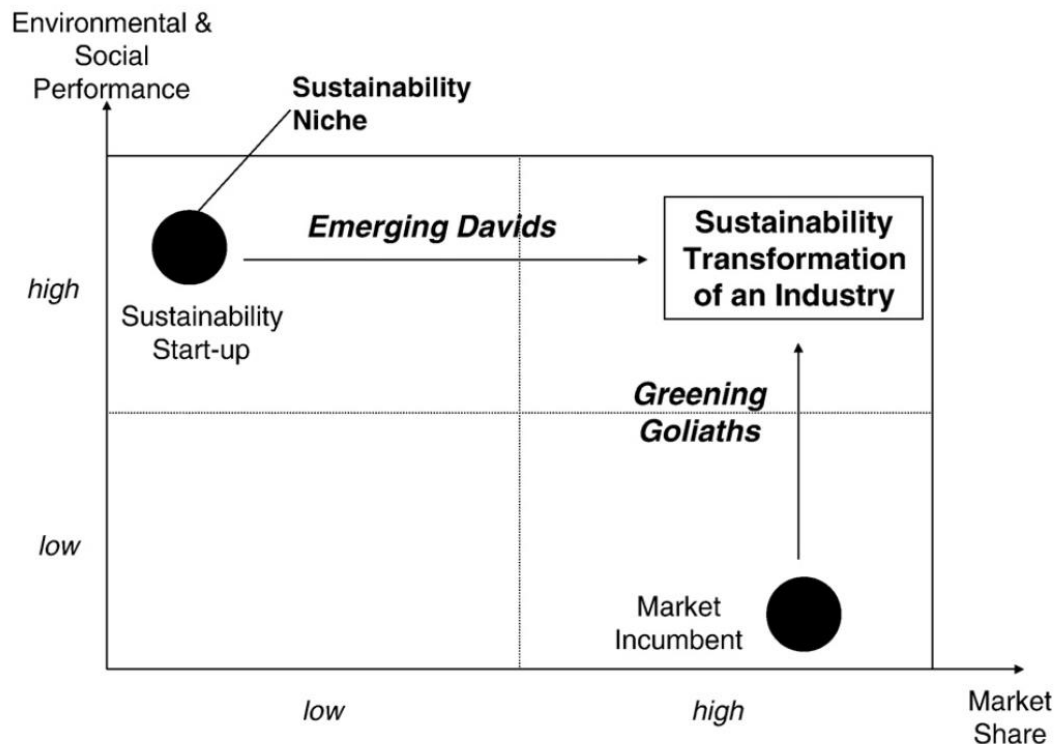 Environmental &
Social
Performance
Sustainability
Niche
Emerging Davids
Sustainability
Transformation
of an Industry
high
Sustainability
Start-up
Greening
Goliaths
low
Market
Incumbent
low
high
Market
Share